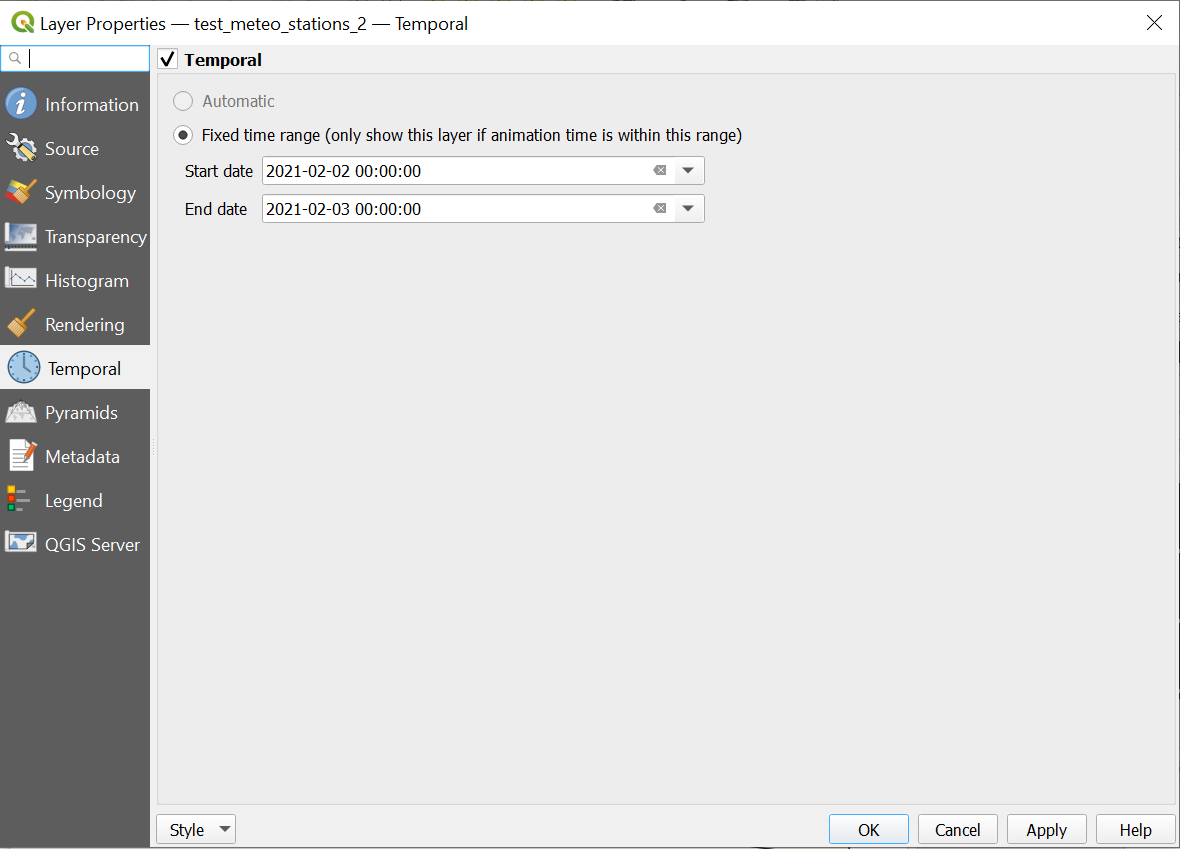 Layer Properties — test_meteo_stations_2 — Temporal
Temporal
Information
Source
Symbology
Transparency
Histogram
Rendering
Temporal
Pyramids
Metadata
Legend
QGIS Server
Automatic
Fixed time range (only show this layer if animation time is within this range)
Start date 2021-02-02 00:00:00
End date 2021-02-03 00:00:00
Style
OK Cancel Apply Help